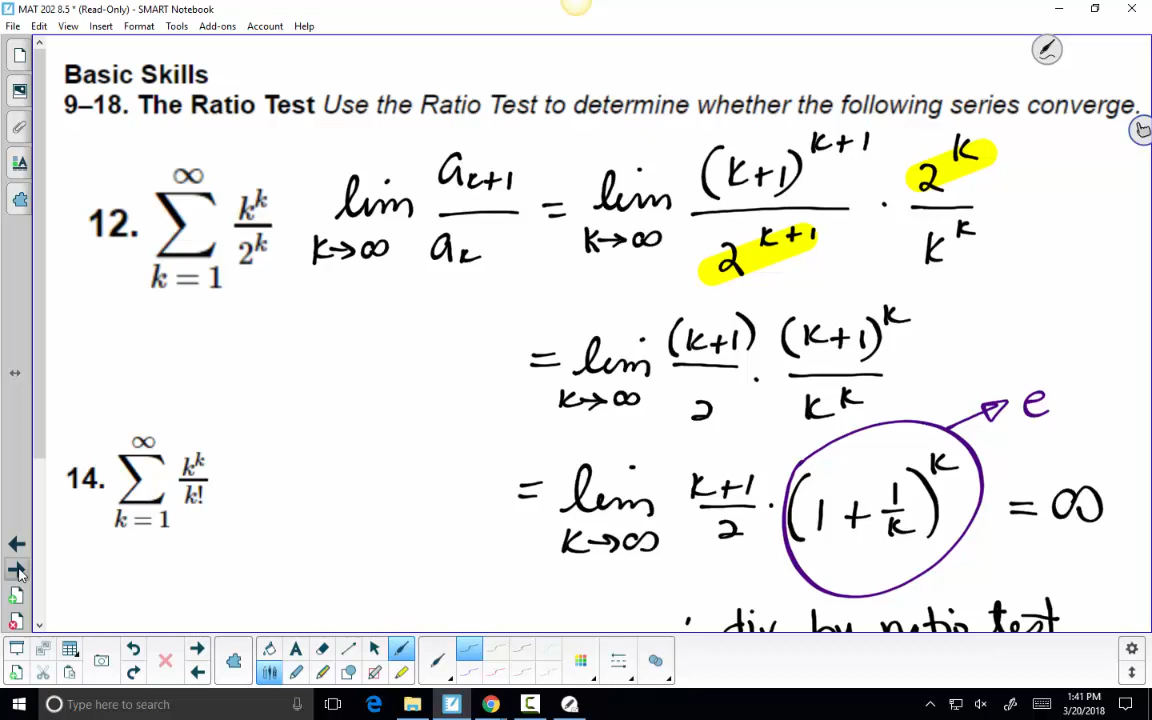 MAT 202 8.5 * (Read-Only) - SMART Notebook
File Edit View Insert Format Tools Add-ons Account Help
Basic Skills
9–18. The Ratio Test Use the Ratio Test to determine whether the following series converge.
12. ∑_{k=1}^{∞} k^k/2^k lim_{k→∞} a_{k+1}/a_k = lim_{k→∞} (k+1)^{k+1}/2^{k+1} · 2^k/k^k
= lim_{k→∞} (k+1)/2 · (k+1)^k/k^k
= lim_{k→∞} (k+1)/2 · (1 + 1/k)^k = ∞
→ e
14. ∑_{k=1}^{∞} k^k/k!
∴ div by ratio test
Type here to search
1:41 PM
3/20/2018